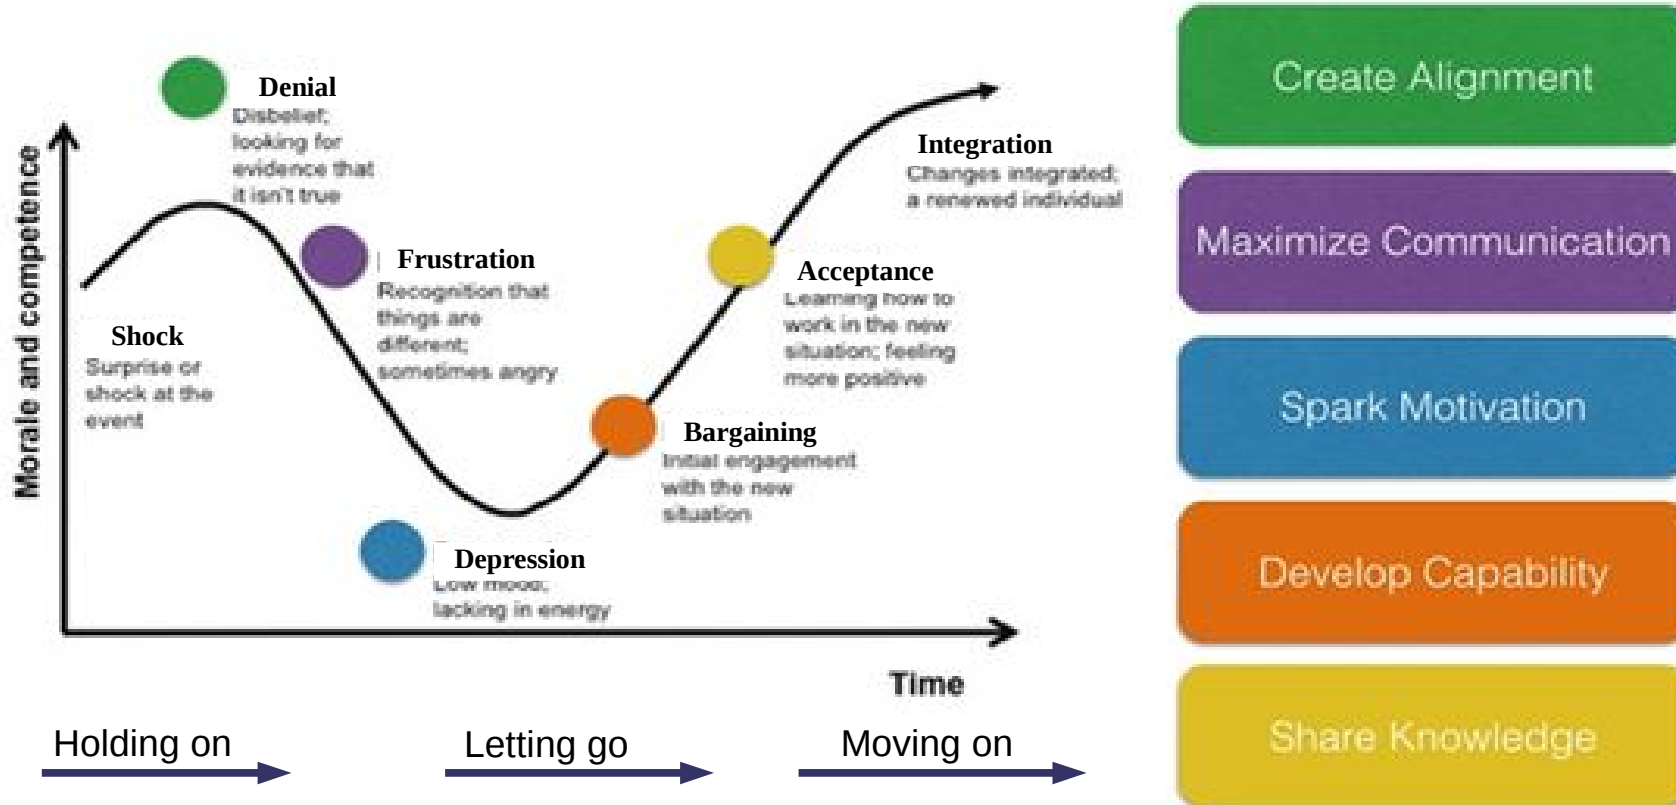 Denial
Disbelief;
looking for
evidence that
it isn't true
Morale and competence
Shock
Surprise or
shock at the
event
Frustration
Recognition that
things are
different;
sometimes angry
Depression
Low mood;
lacking in energy
Bargaining
Initial engagement
with the new
situation
Acceptance
Learning how to
work in the new
situation; feeling
more positive
Integration
Changes integrated;
a renewed individual
Time
Holding on
Letting go
Moving on
Create Alignment
Maximize Communication
Spark Motivation
Develop Capability
Share Knowledge